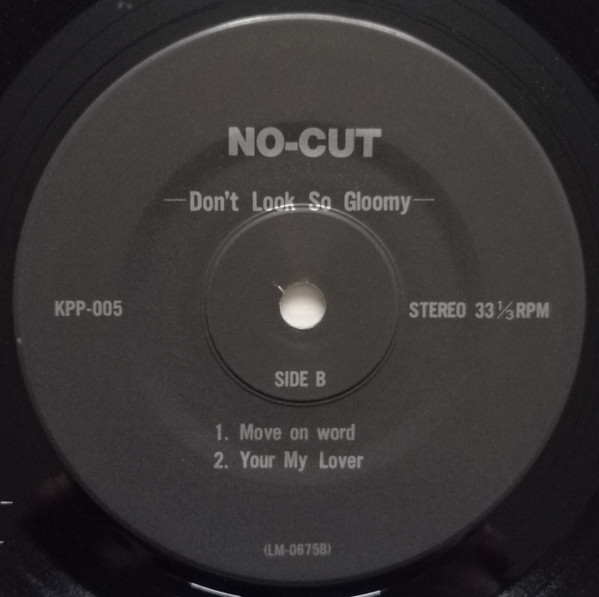 NO-CUT
—Don't Look So Gloomy—
KPP-005
STEREO 33⅓RPM
SIDE B
1. Move on word
2. Your My Lover
(LM-0675B)